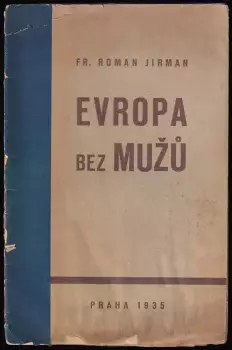 FR. ROMAN JIRMAN
EVROPA
BEZ MUŽŮ
PRAHA 1935